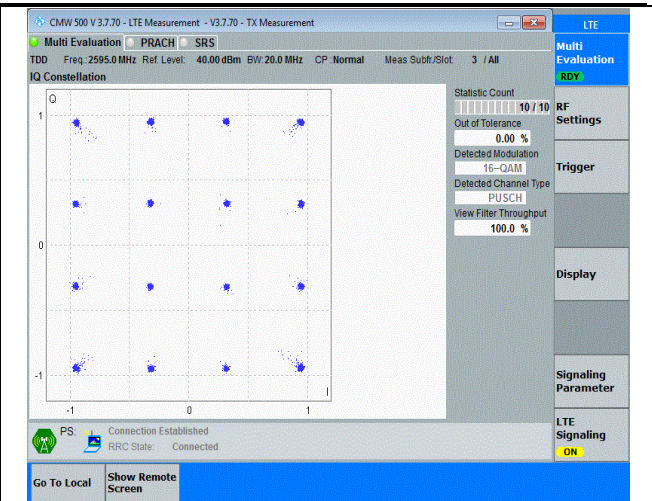 CMW 500 V 3.7.70 - LTE Measurement - V3.7.70 - TX Measurement
LTE
Multi Evaluation PRACH SRS
TDD Freq.:2595.0 MHz Ref. Level: 40.00 dBm BW:20.0 MHz CP :Normal Meas Subfr./Slot: 3 / All
IQ Constellation
Q
1
0
-1
-1 0 1
I
Statistic Count
10 / 10
Out of Tolerance
0.00 %
Detected Modulation
16-QAM
Detected Channel Type
PUSCH
View Filter Throughput
100.0 %
Multi
Evaluation
RDY
RF
Settings
Trigger
Display
Signaling
Parameter
LTE
Signaling
ON
PS: Connection Established
RRC State: Connected
Go To Local
Show Remote
Screen